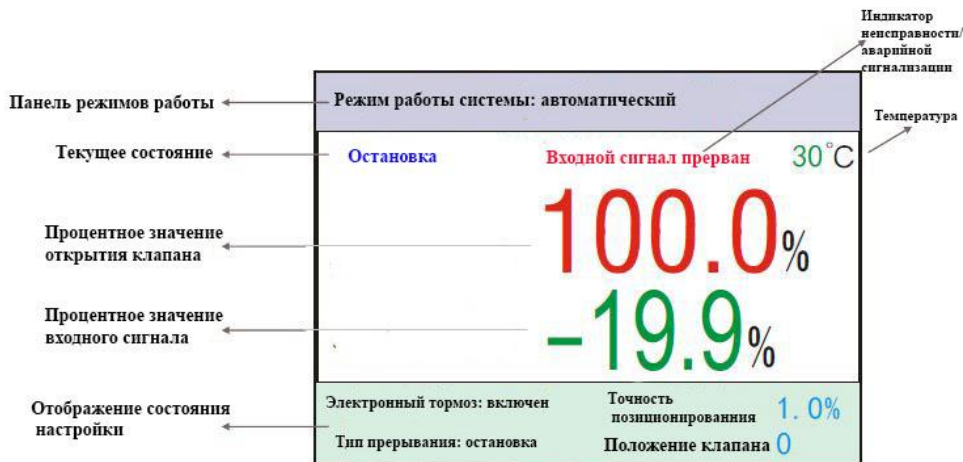 Индикатор
неисправности/
аварийной
сигнализации
Панель режимов работы
Режим работы системы: автоматический
Температура
Текущее состояние
Остановка
Входной сигнал прерван
30°C
Процентное значение
открытия клапана
100.0%
Процентное значение
входного сигнала
-19.9%
Отображение состояния
настройки
Электронный тормоз: включен
Точность
позиционированния
1.0%
Тип прерывания: остановка
Положение клапана 0